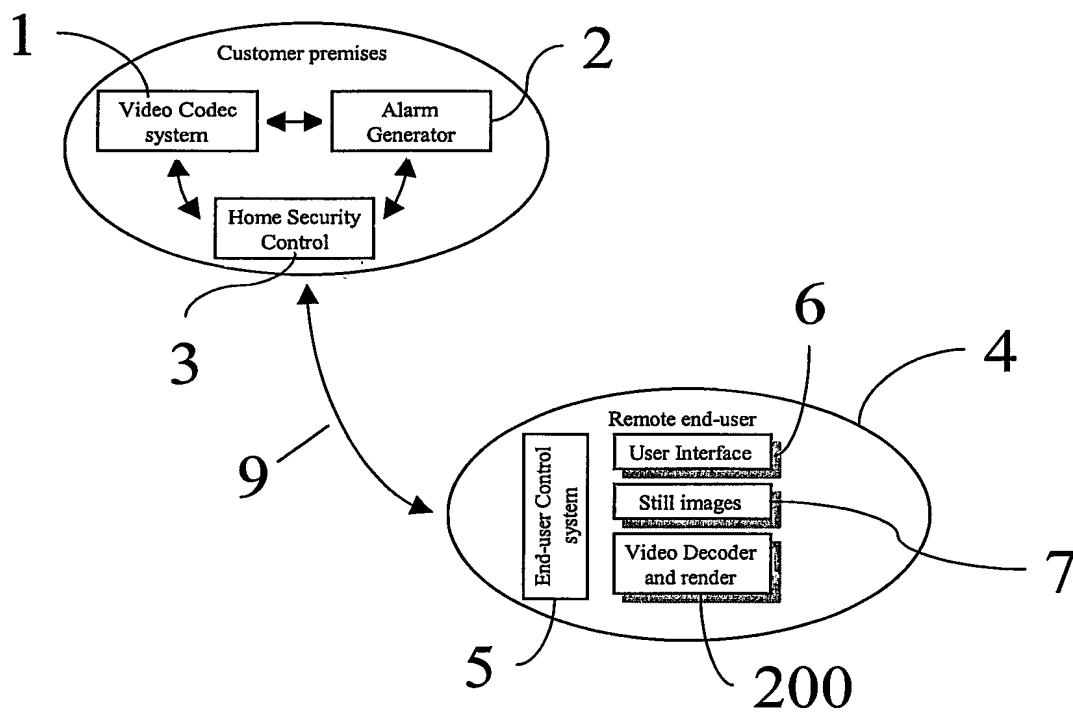 1
Customer premises
2
Video Codec
system
Alarm
Generator
Home Security
Control
3
9
6
4
Remote end-user
End-user Control
system
User Interface
Still images
Video Decoder
and render
7
5
200